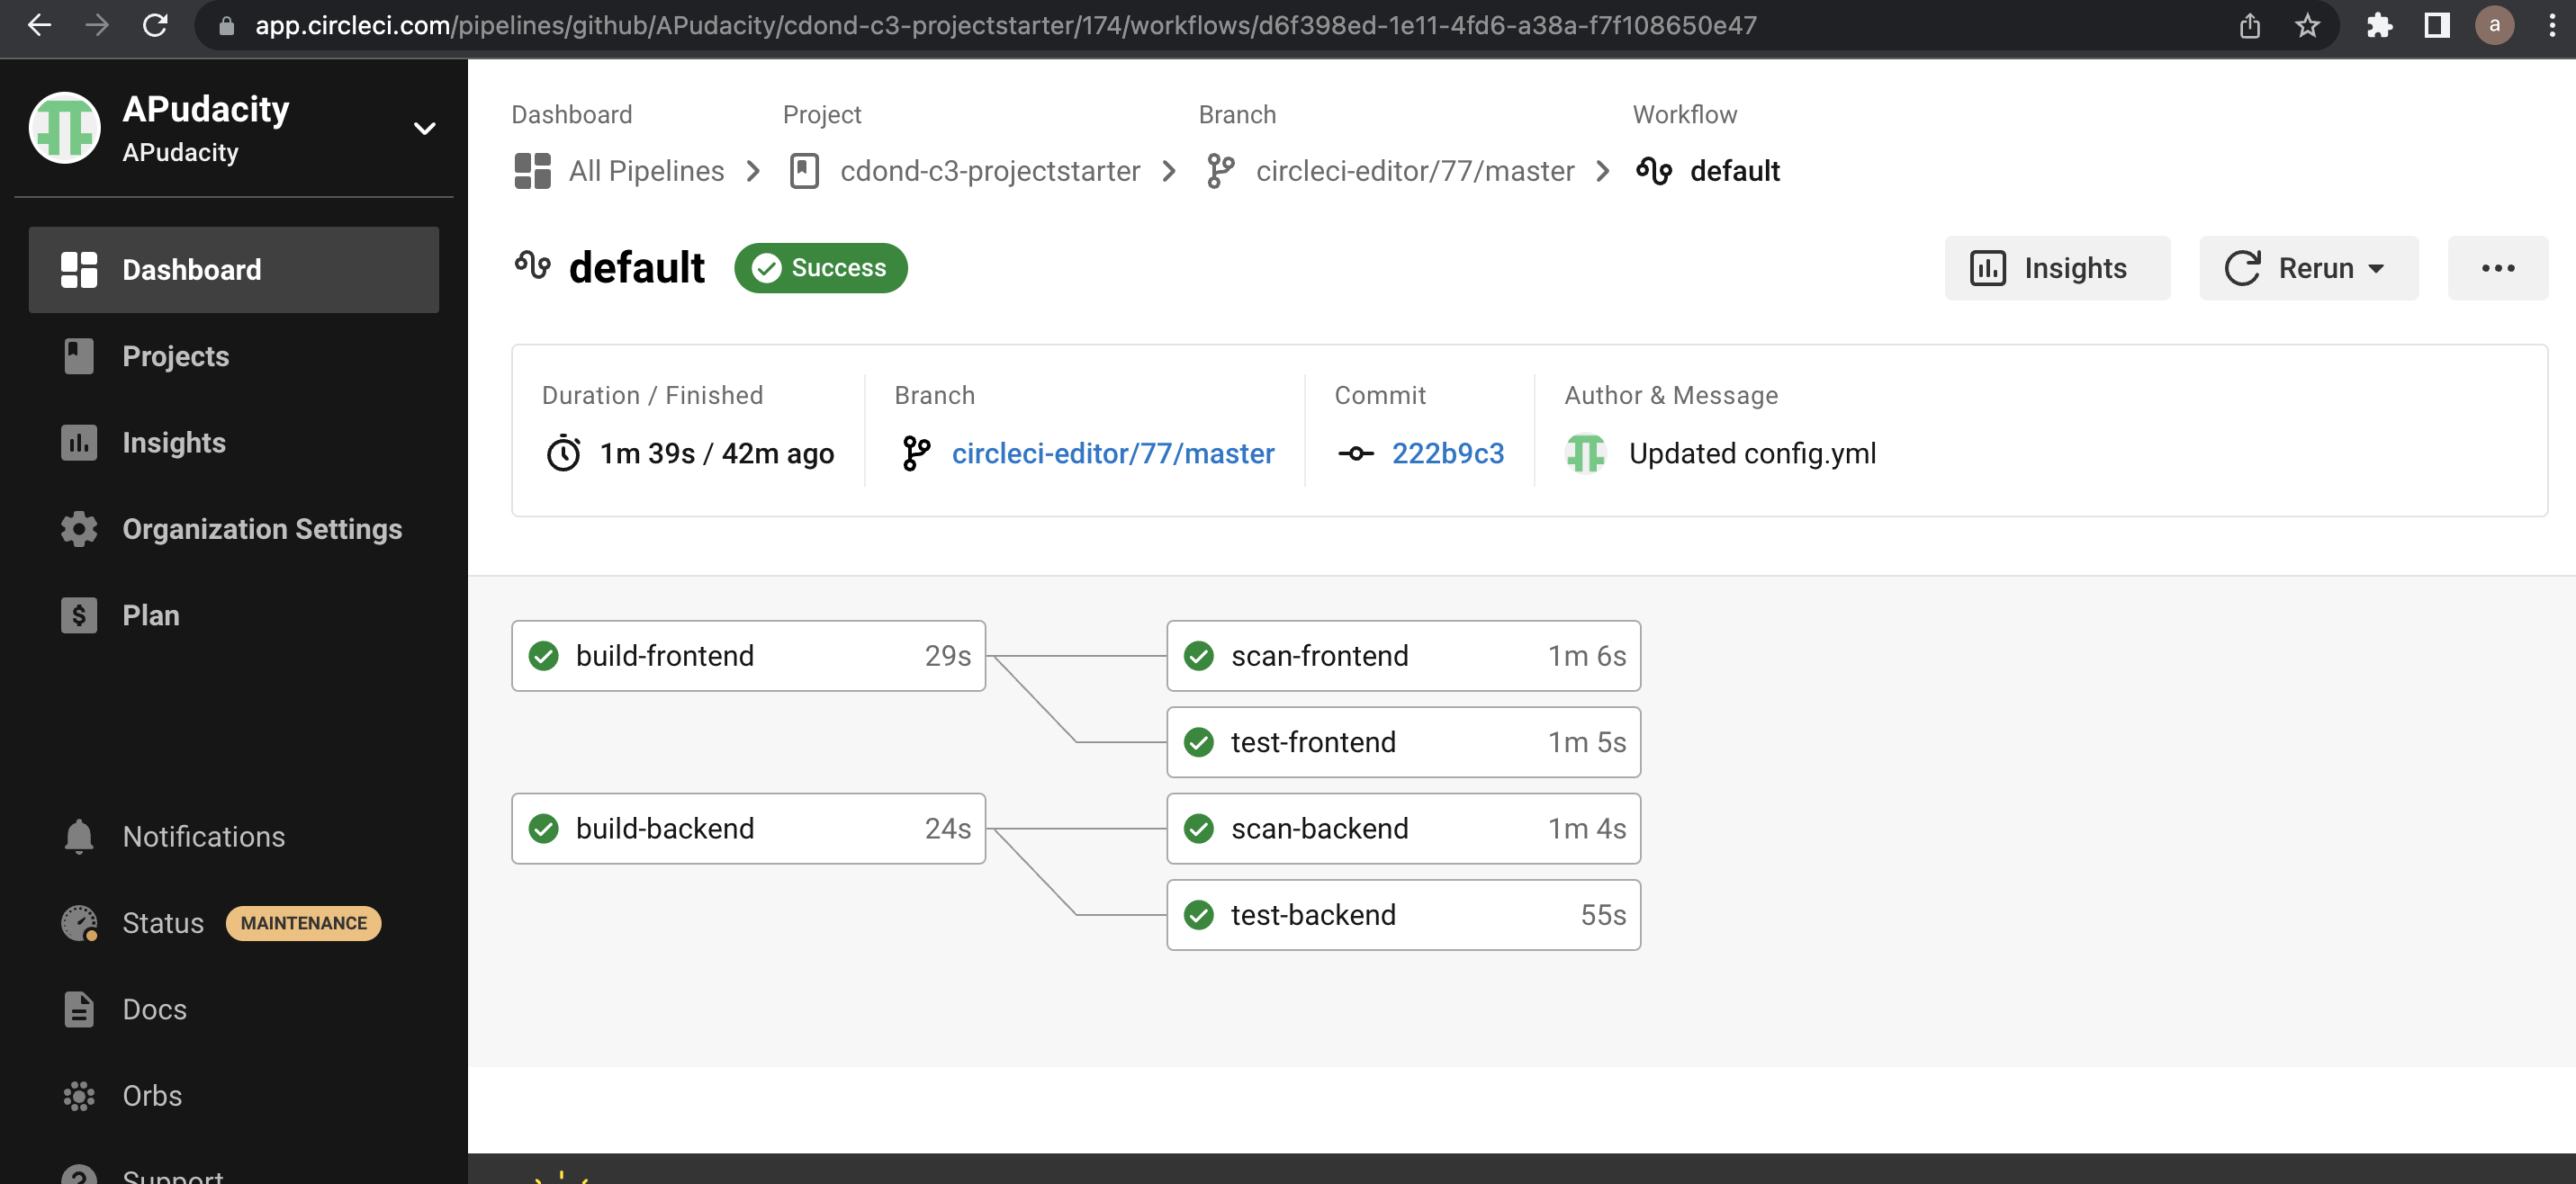 app.circleci.com/pipelines/github/APudacity/cdond-c3-projectstarter/174/workflows/d6f398ed-1e11-4fd6-a38a-f7f108650e47
a
APudacity
APudacity
Dashboard
Projects
Insights
Organization Settings
Plan
Notifications
Status MAINTENANCE
Docs
Orbs
Support
Dashboard Project Branch Workflow
All Pipelines cdond-c3-projectstarter circleci-editor/77/master default
default Success Insights Rerun
Duration / Finished Branch Commit Author & Message
1m 39s / 42m ago circleci-editor/77/master 222b9c3 Updated config.yml
build-frontend 29s scan-frontend 1m 6s
test-frontend 1m 5s
build-backend 24s scan-backend 1m 4s
test-backend 55s